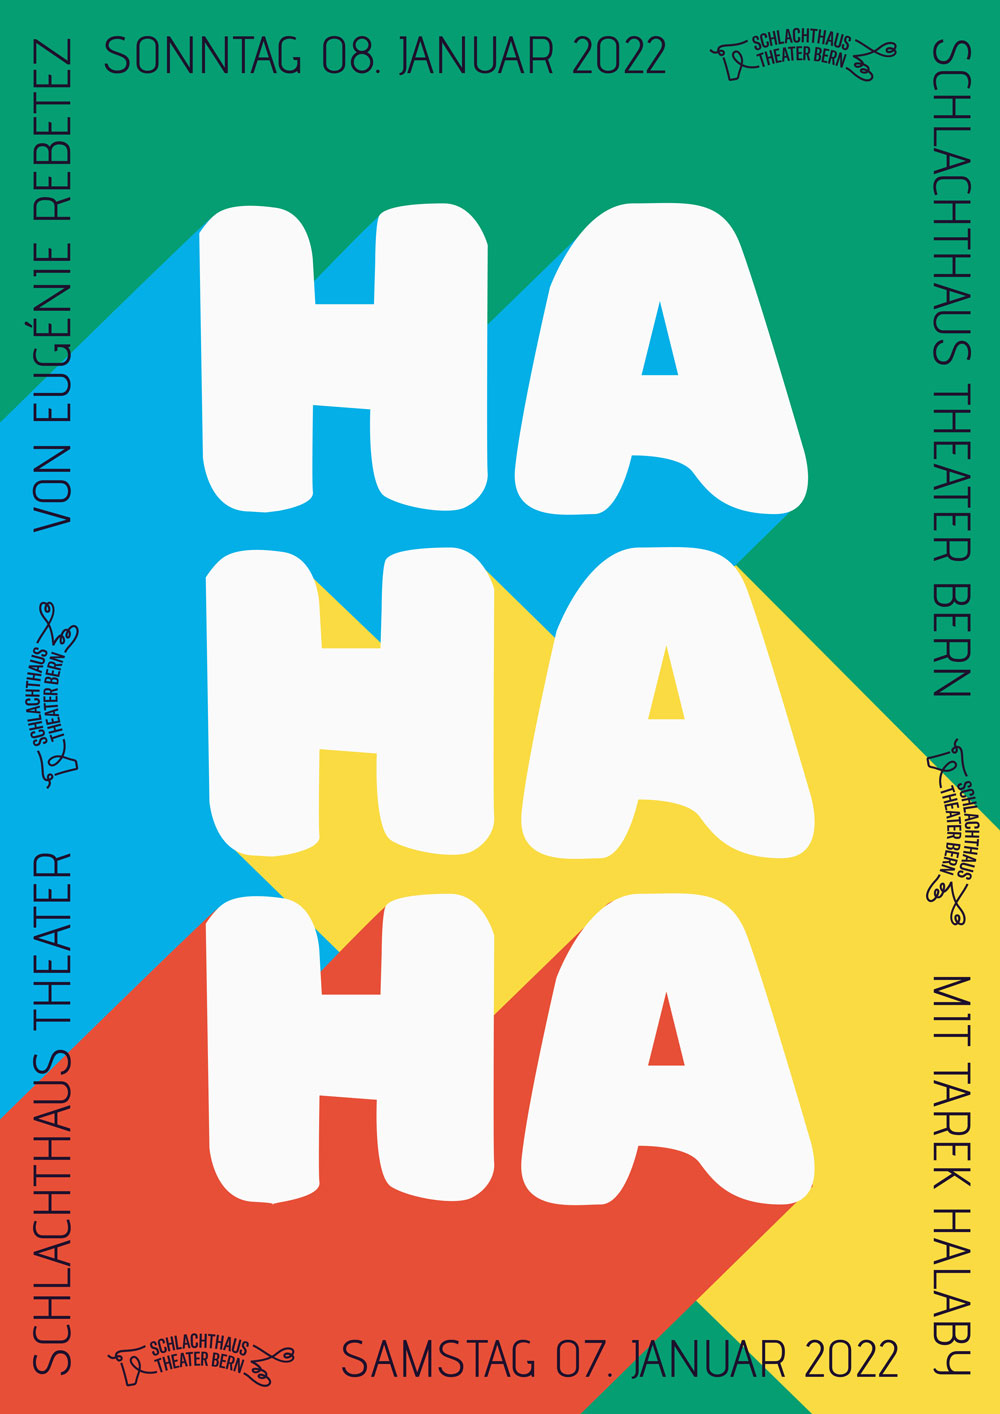 SONNTAG 08. JANUAR 2022
SCHLACHTHAUS
THEATER BERN
SCHLACHTHAUS THEATER BERN
SCHLACHTHAUS
THEATER BERN
MIT TAREK HALABY
HA
HA
HA
VON EUGÉNIE REBETEZ
SCHLACHTHAUS
THEATER BERN
SCHLACHTHAUS THEATER
SCHLACHTHAUS
THEATER BERN
SAMSTAG 07. JANUAR 2022